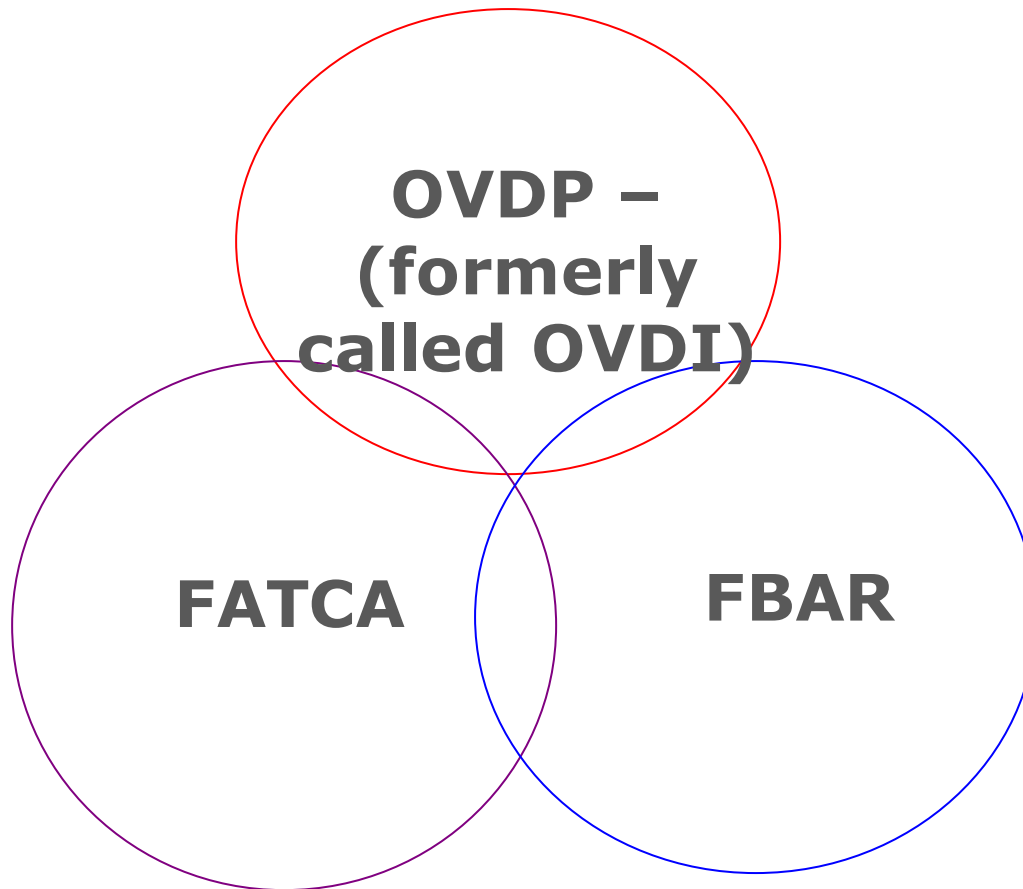 OVDP –
(formerly
called OVDI)
FATCA
FBAR